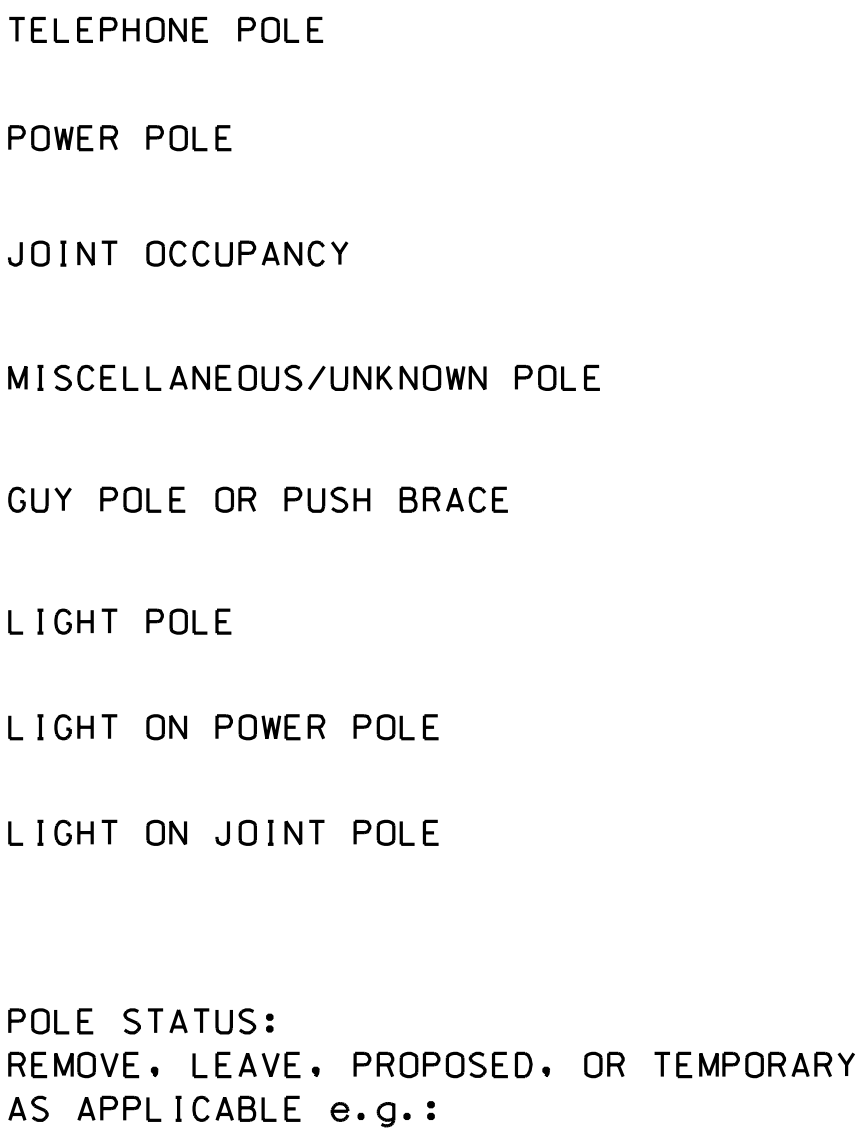 TELEPHONE POLE
POWER POLE
JOINT OCCUPANCY
MISCELLANEOUS/UNKNOWN POLE
GUY POLE OR PUSH BRACE
LIGHT POLE
LIGHT ON POWER POLE
LIGHT ON JOINT POLE
POLE STATUS:
REMOVE, LEAVE, PROPOSED, OR TEMPORARY
AS APPLICABLE e.g.: